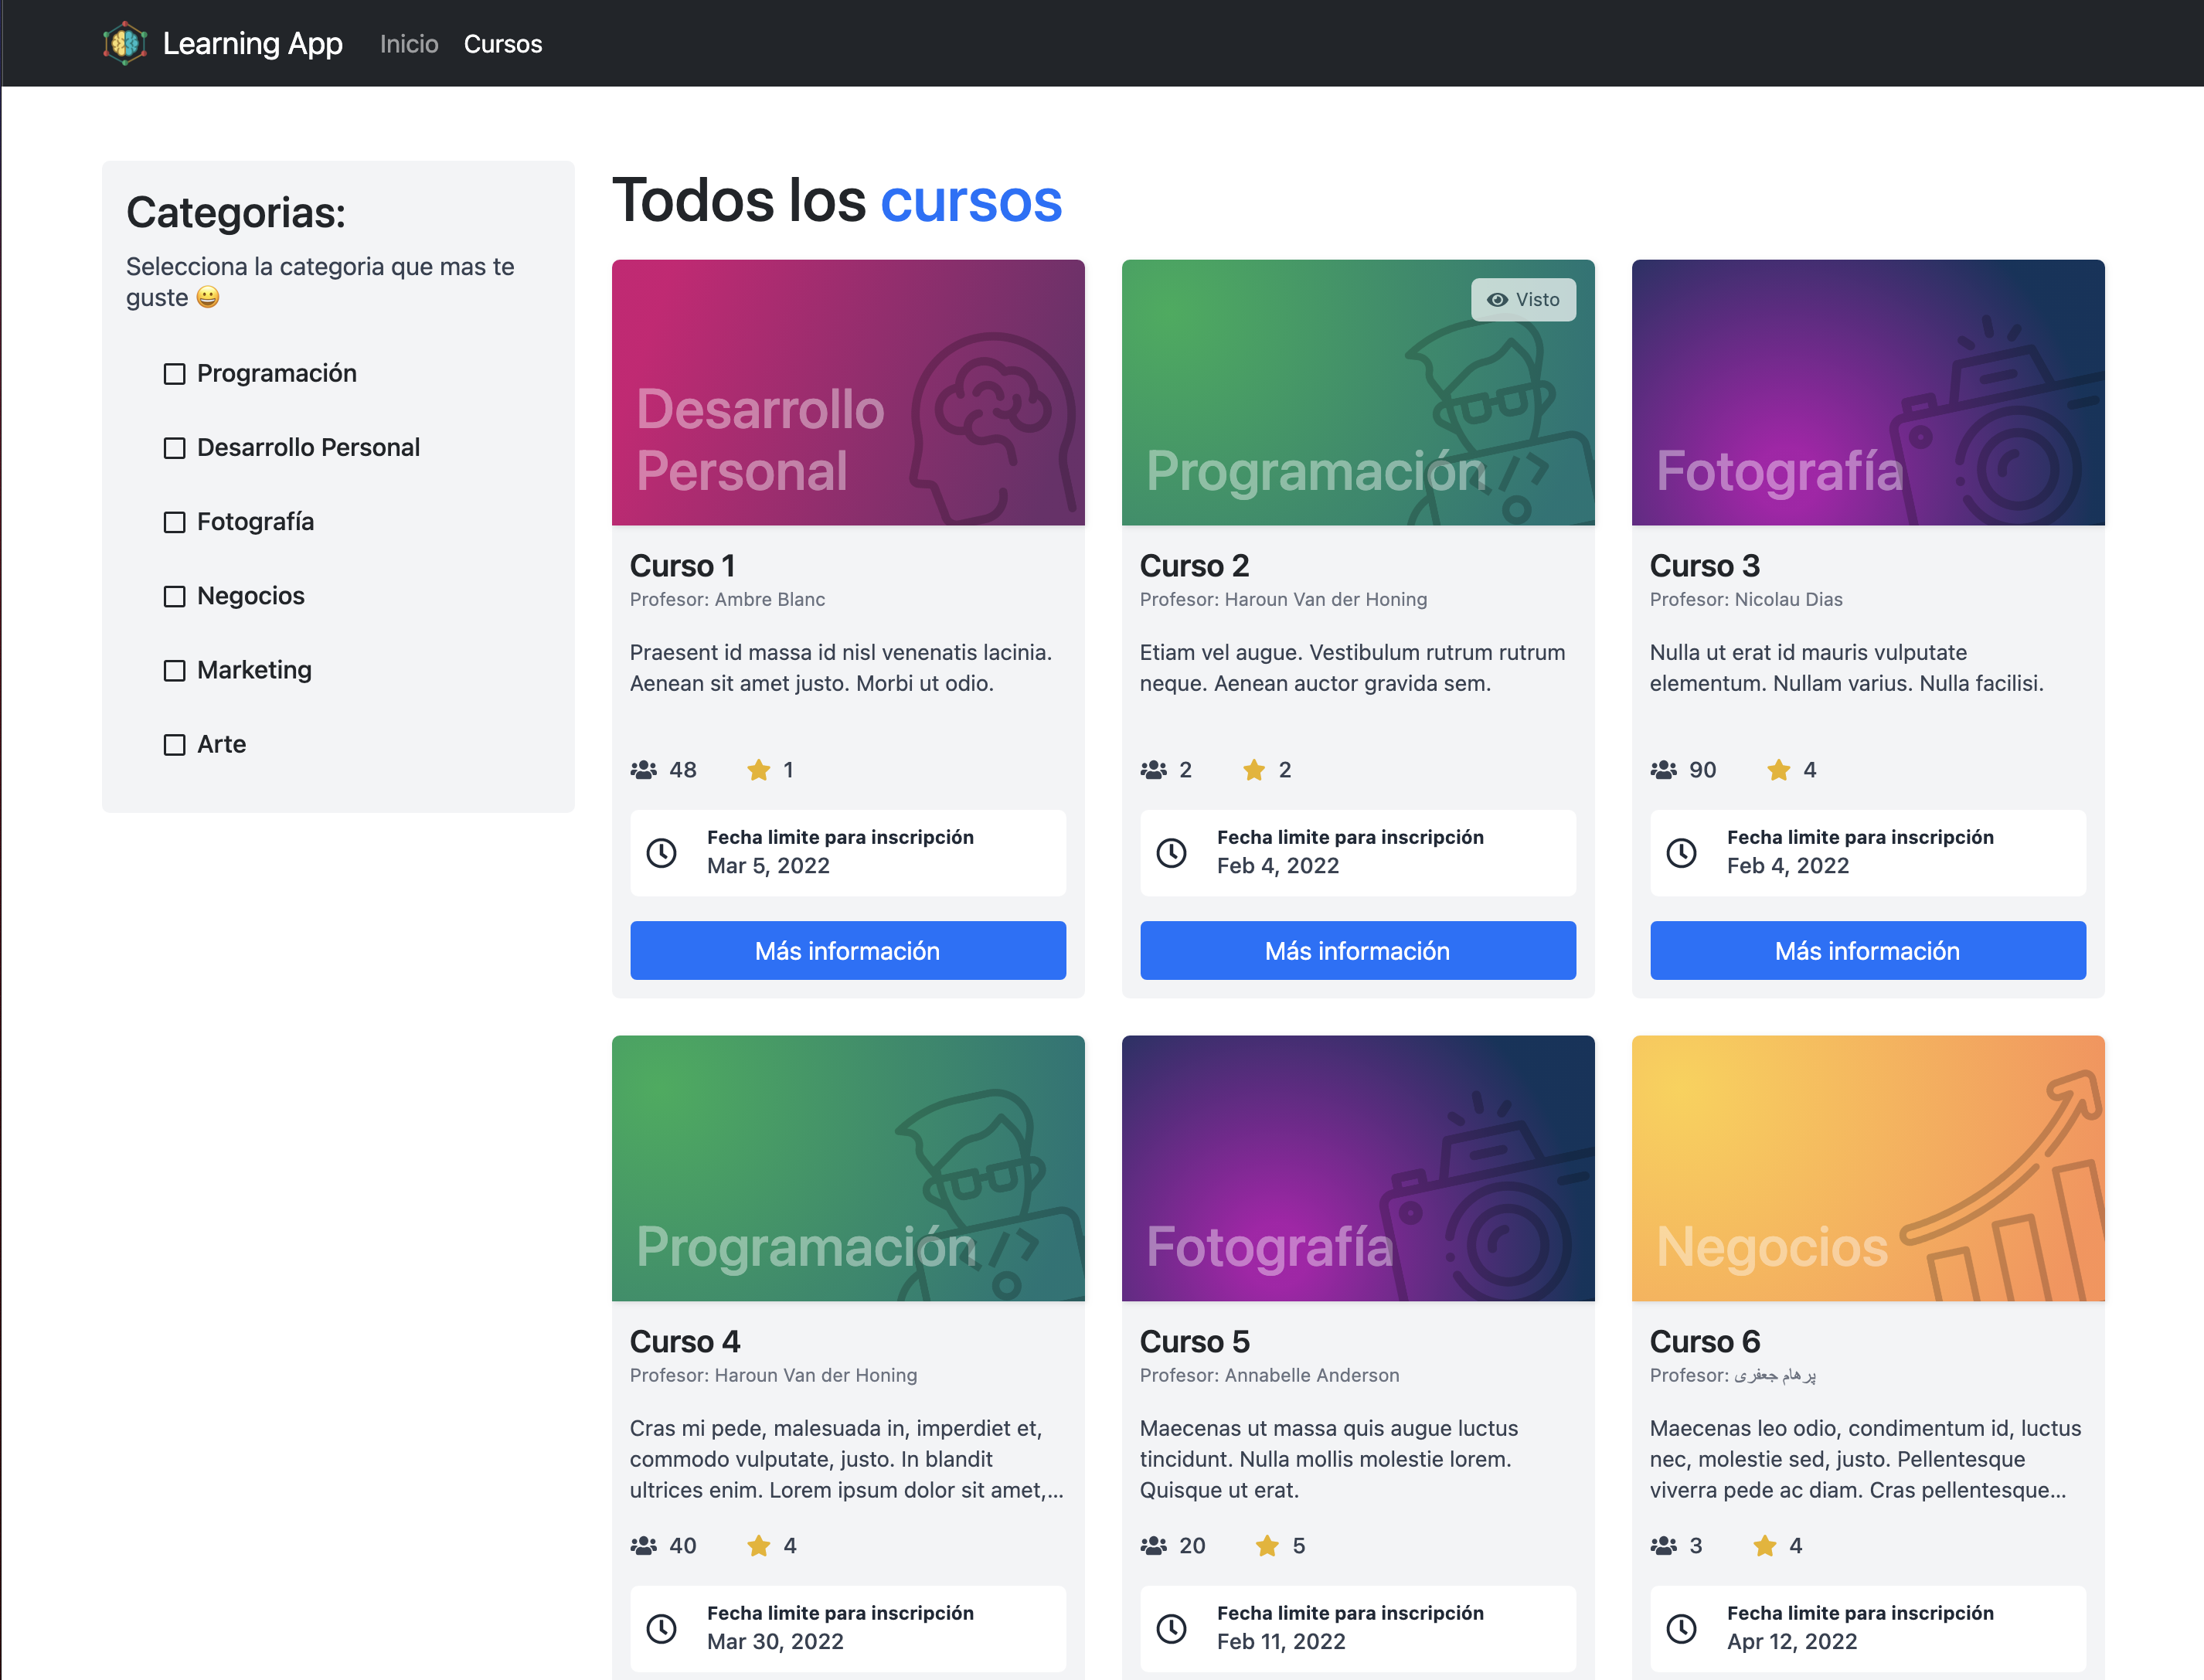 Learning App Inicio Cursos
Categorias:
Selecciona la categoria que mas te
guste 😀
Programación
Desarrollo Personal
Fotografía
Negocios
Marketing
Arte
Todos los cursos
Desarrollo
Personal
Curso 1
Profesor: Ambre Blanc
Praesent id massa id nisl venenatis lacinia.
Aenean sit amet justo. Morbi ut odio.
48 1
Fecha limite para inscripción
Mar 5, 2022
Más información
Visto
Programación
Curso 2
Profesor: Haroun Van der Honing
Etiam vel augue. Vestibulum rutrum rutrum
neque. Aenean auctor gravida sem.
2 2
Fecha limite para inscripción
Feb 4, 2022
Más información
Fotografía
Curso 3
Profesor: Nicolau Dias
Nulla ut erat id mauris vulputate
elementum. Nullam varius. Nulla facilisi.
90 4
Fecha limite para inscripción
Feb 4, 2022
Más información
Programación
Curso 4
Profesor: Haroun Van der Honing
Cras mi pede, malesuada in, imperdiet et,
commodo vulputate, justo. In blandit
ultrices enim. Lorem ipsum dolor sit amet,...
40 4
Fecha limite para inscripción
Mar 30, 2022
Fotografía
Curso 5
Profesor: Annabelle Anderson
Maecenas ut massa quis augue luctus
tincidunt. Nulla mollis molestie lorem.
Quisque ut erat.
20 5
Fecha limite para inscripción
Feb 11, 2022
Negocios
Curso 6
Profesor: پرهام جعفری
Maecenas leo odio, condimentum id, luctus
nec, molestie sed, justo. Pellentesque
viverra pede ac diam. Cras pellentesque...
3 4
Fecha limite para inscripción
Apr 12, 2022